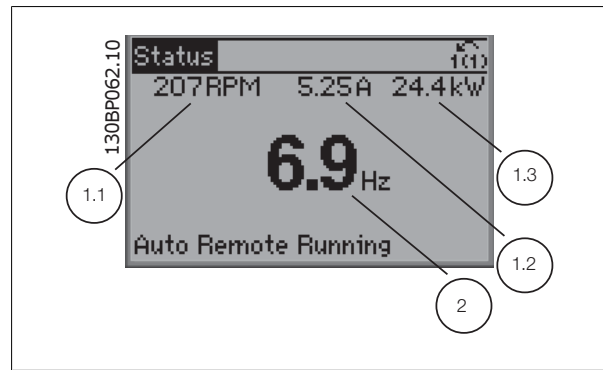 130BP062.10
Status
1(1)
207RPM 5.25A 24.4kW
6.9Hz
Auto Remote Running
1.1
1.3
1.2
2